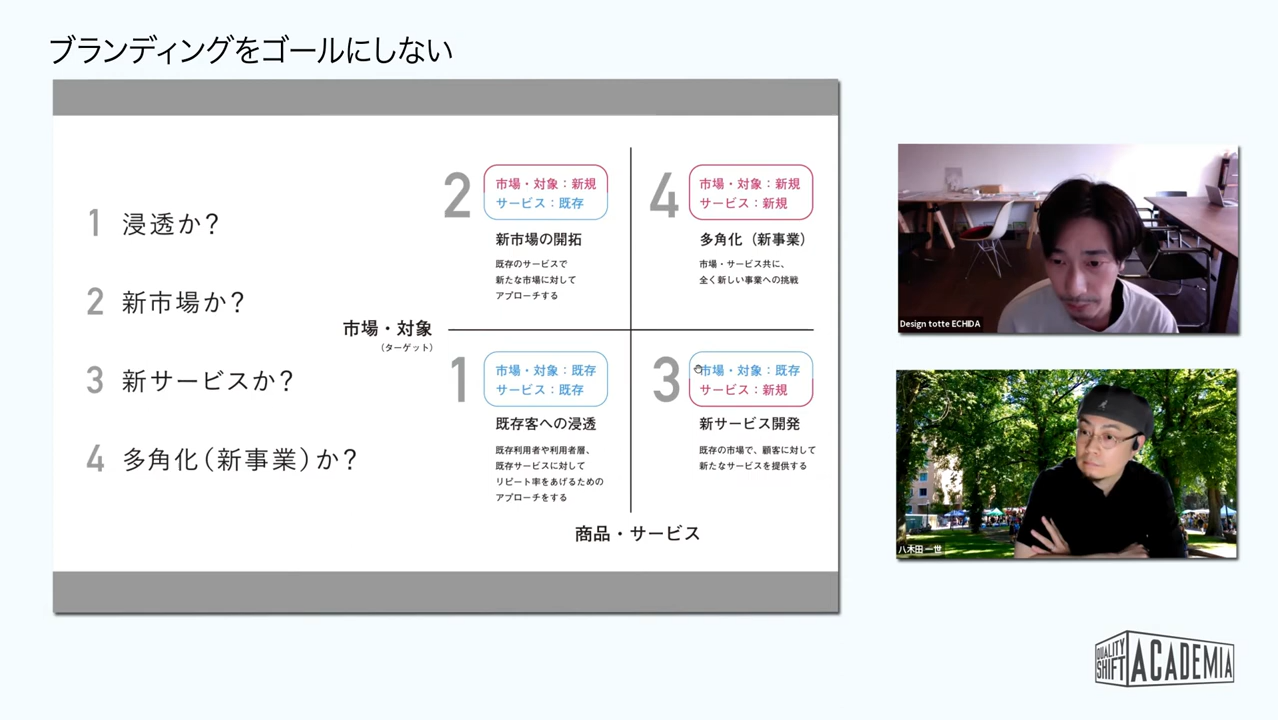 ブランディングをゴールにしない
1 浸透か?
2 新市場か?
3 新サービスか?
4 多角化(新事業)か?
2
市場・対象:新規
サービス:既存
新市場の開拓
既存のサービスで
新たな市場に対して
アプローチする
4
市場・対象:新規
サービス:新規
多角化(新事業)
市場・サービス共に、
全く新しい事業への挑戦
市場・対象
(ターゲット)
1
市場・対象:既存
サービス:既存
既存客への浸透
既存利用者や利用者層、
既存サービスに対して
リピート率をあげるための
アプローチをする
3
市場・対象:既存
サービス:新規
新サービス開発
既存の市場で、顧客に対して
新たなサービスを提供する
商品・サービス
Design totte ECHIDA
八木田 一世
QUALITY
SHIFT
ACADEMIA